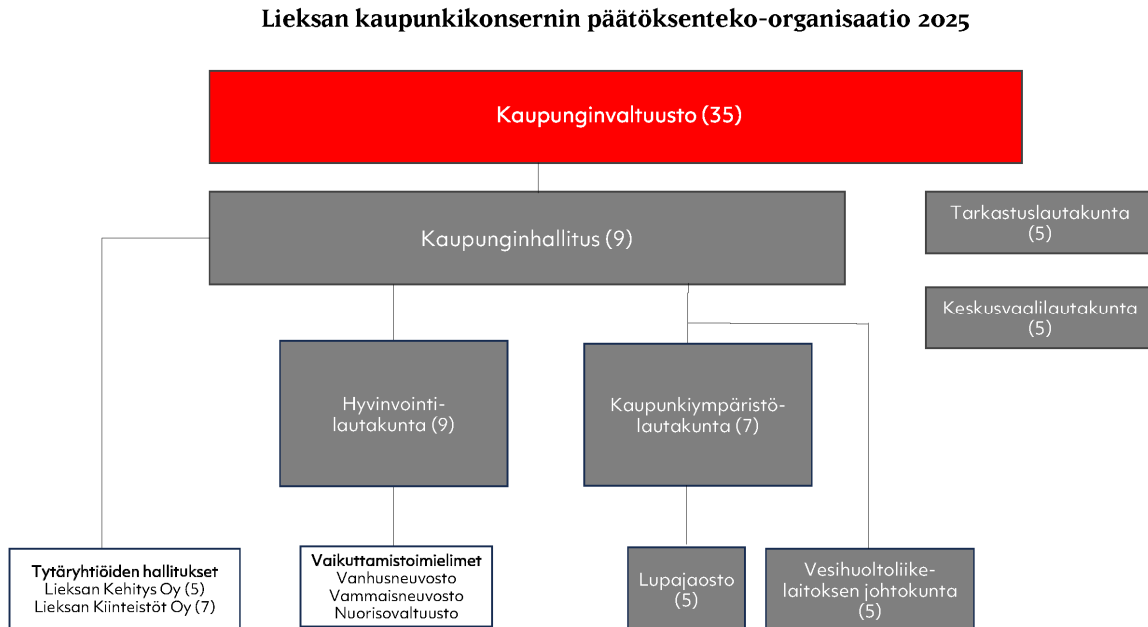 Lieksan kaupunkikonsernin päätöksenteko-organisaatio 2025
Kaupunginvaltuusto (35)
Kaupunginhallitus (9)
Tarkastuslautakunta
(5)
Keskusvaalilautakunta
(5)
Hyvinvointi-
lautakunta (9)
Kaupunkiympäristö-
lautakunta (7)
Tytäryhtiöiden hallitukset
Lieksan Kehitys Oy (5)
Lieksan Kiinteistöt Oy (7)
Vaikuttamistoimielimet
Vanhusneuvosto
Vammaisneuvosto
Nuorisovaltuusto
Lupajaosto
(5)
Vesihuoltoliike-
laitoksen johtokunta
(5)